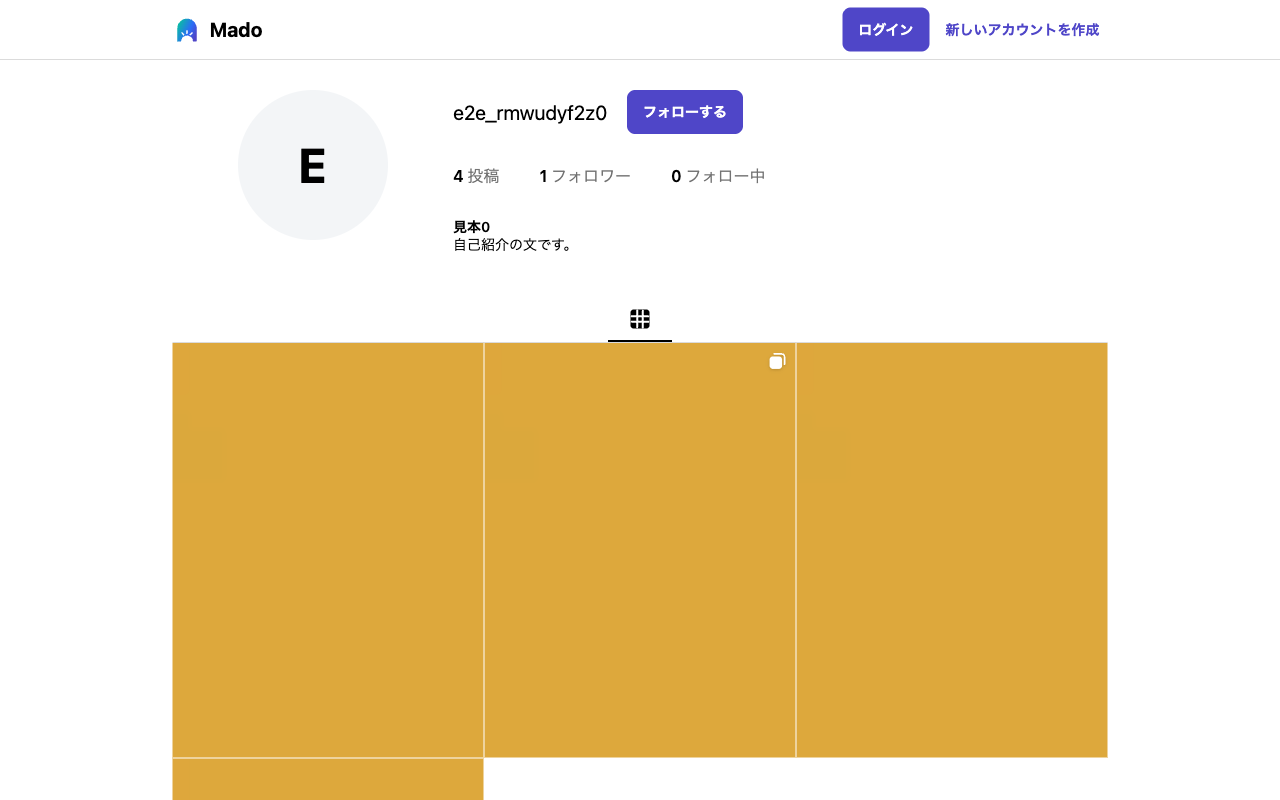 Mado
ログイン
新しいアカウントを作成
E
e2e_rmwudyf2z0
フォローする
4 投稿
1 フォロワー
0 フォロー中
見本0
自己紹介の文です。